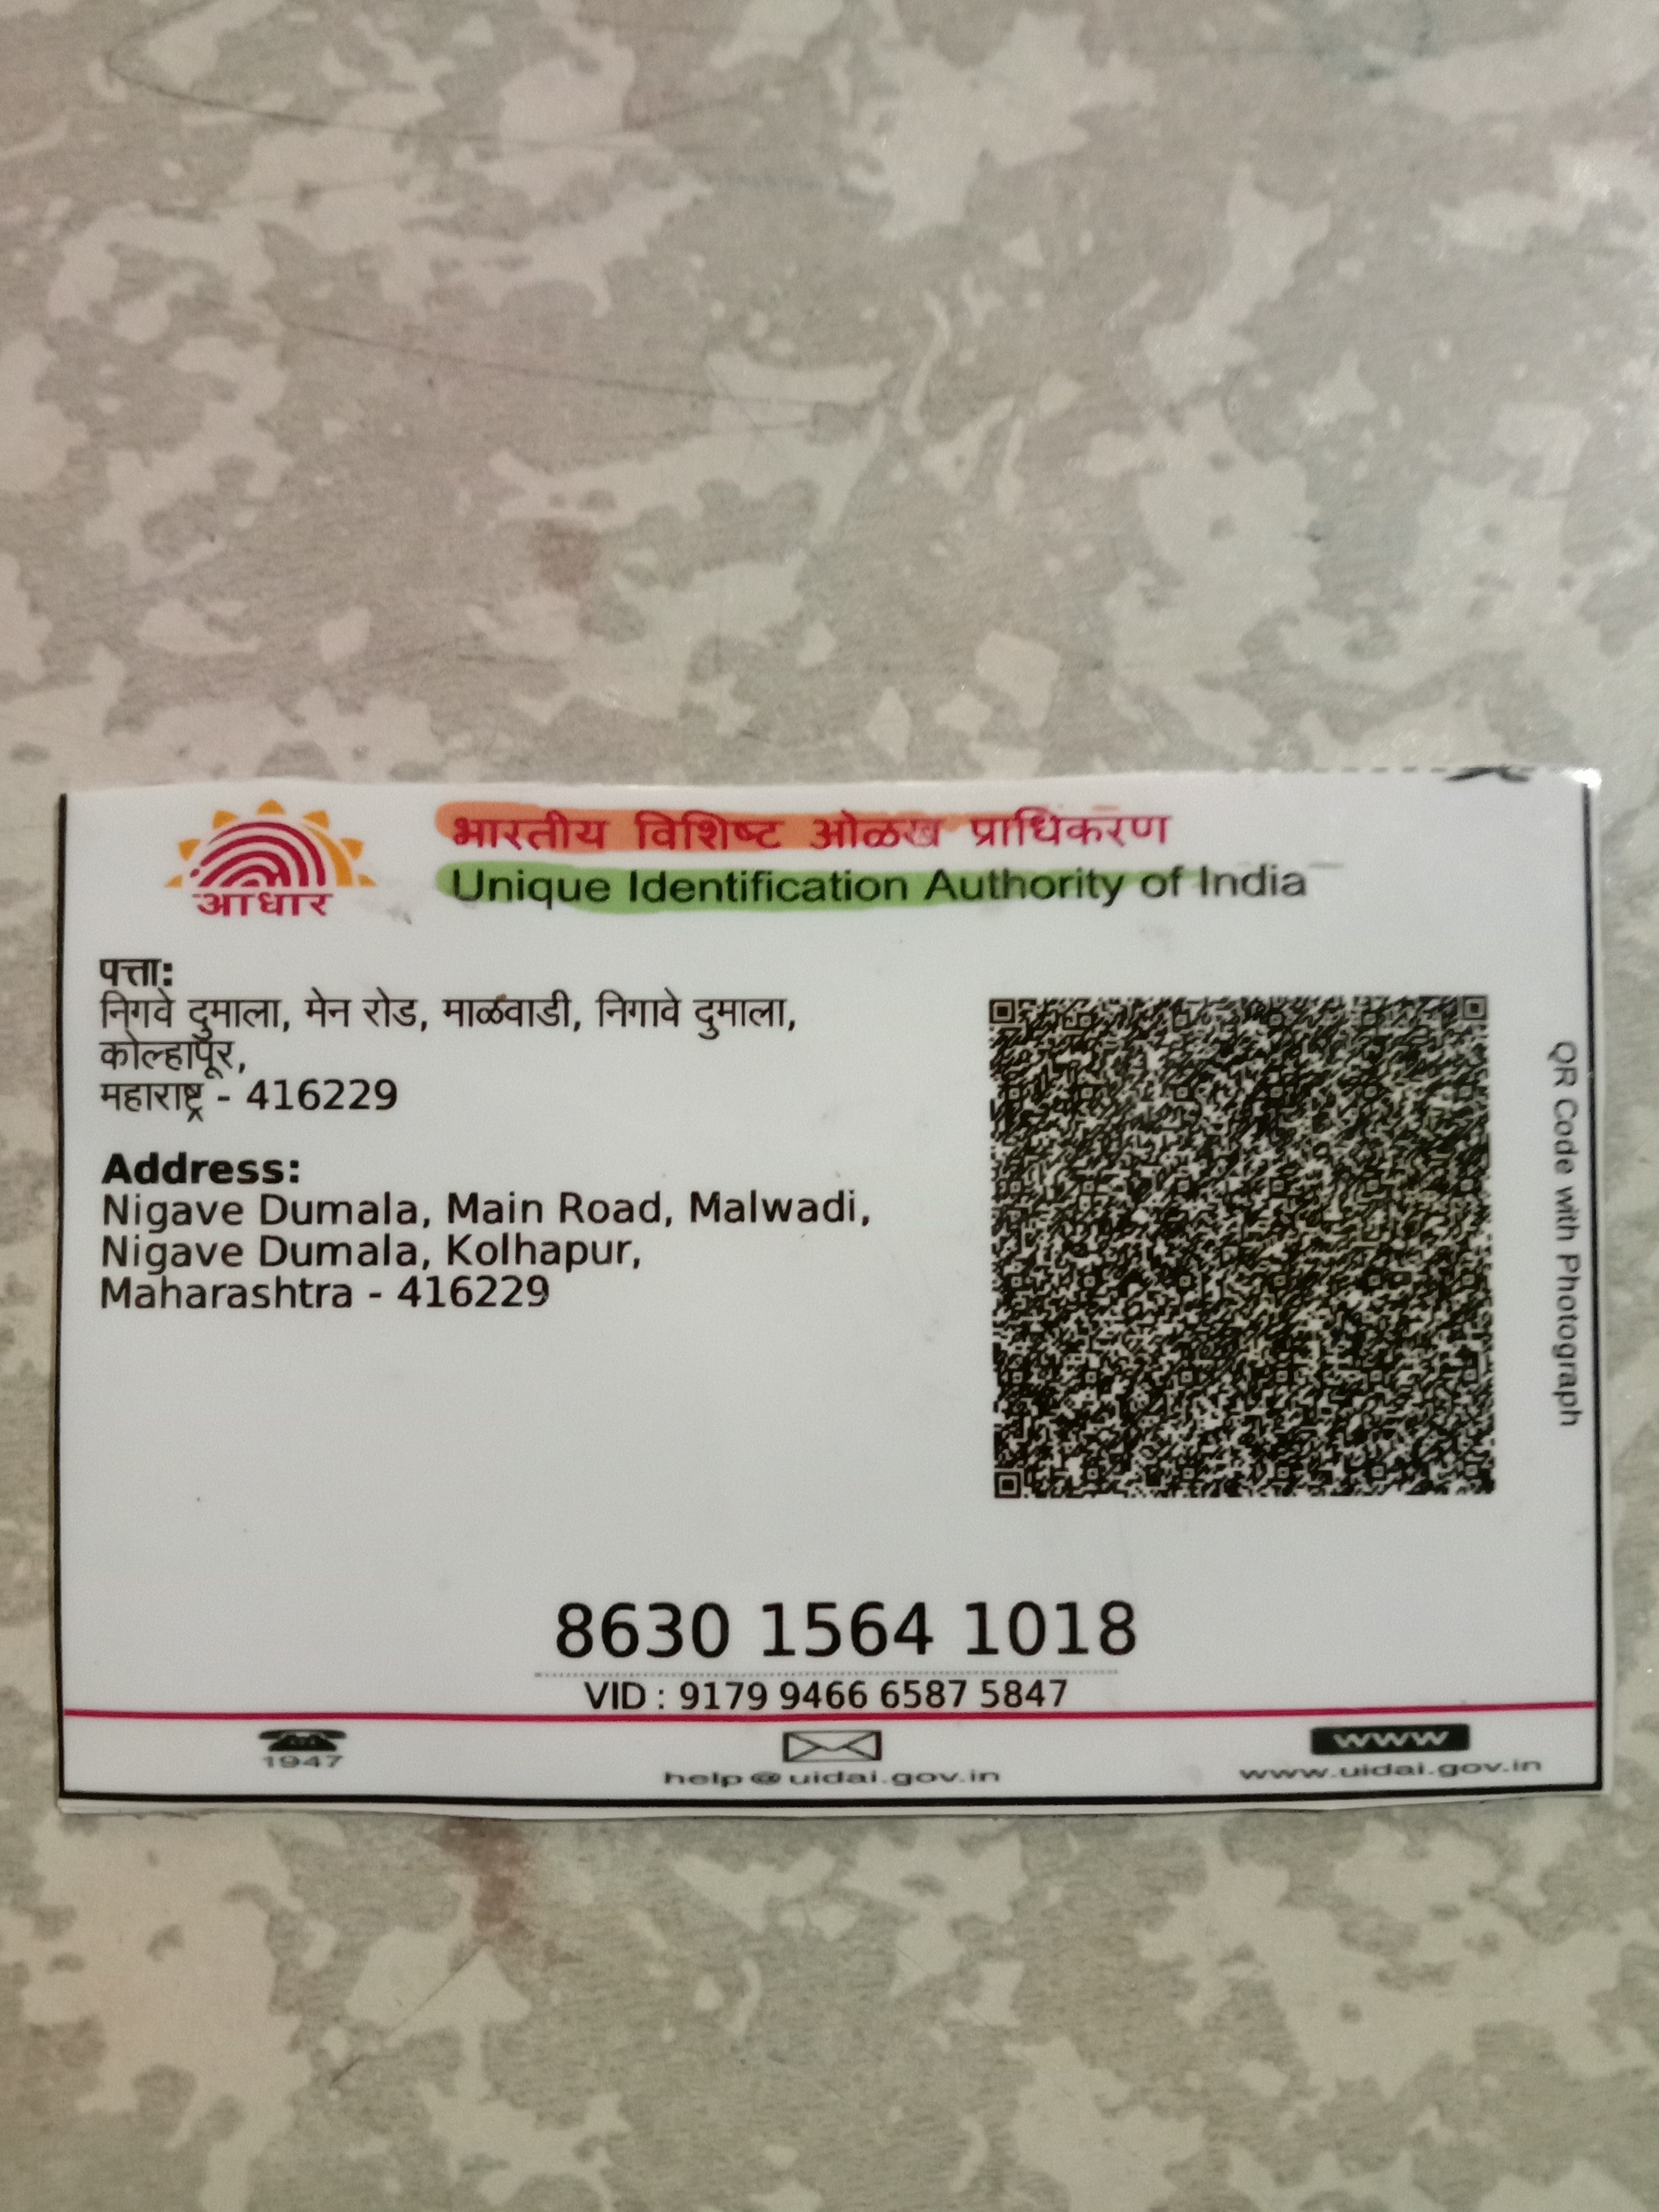 आधार
भारतीय विशिष्ट ओळख प्राधिकरण
Unique Identification Authority of India
पत्ता:
निगवे दुमाला, मेन रोड, माळवाडी, निगावे दुमाला,
कोल्हापूर,
महाराष्ट्र - 416229
Address:
Nigave Dumala, Main Road, Malwadi,
Nigave Dumala, Kolhapur,
Maharashtra - 416229
QR Code with Photograph
8630 1564 1018
VID : 9179 9466 6587 5847
1947
help@uidai.gov.in
www
www.uidai.gov.in